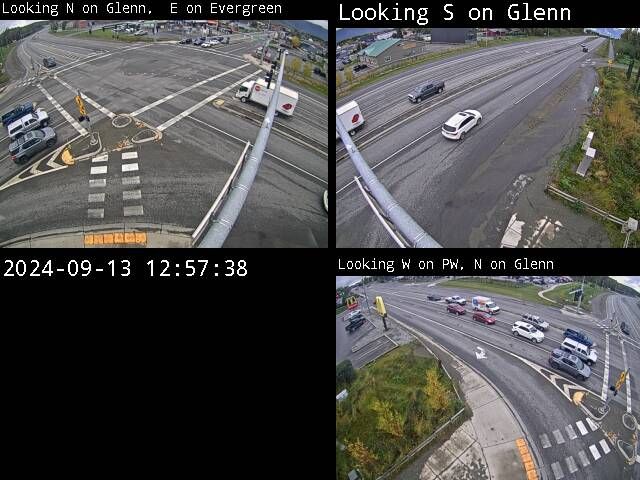 Looking N on Glenn, E on Evergreen
Looking S on Glenn
2024-09-13 12:57:38
Looking W on PW, N on Glenn